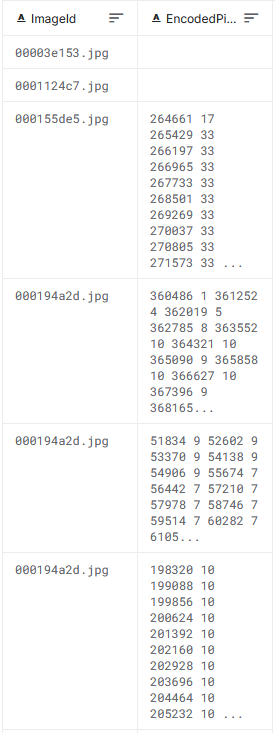 ImageId EncodedPi...
00003e153.jpg
0001124c7.jpg
000155de5.jpg
264661 17
265429 33
266197 33
266965 33
267733 33
268501 33
269269 33
270037 33
270805 33
271573 33 ...
000194a2d.jpg
360486 1 361252
4 362019 5
362785 8 363552
10 364321 10
365090 9 365858
10 366627 10
367396 9
368165...
000194a2d.jpg
51834 9 52602 9
53370 9 54138 9
54906 9 55674 7
56442 7 57210 7
57978 7 58746 7
59514 7 60282 7
6105...
000194a2d.jpg
198320 10
199088 10
199856 10
200624 10
201392 10
202160 10
202928 10
203696 10
204464 10
205232 10 ...